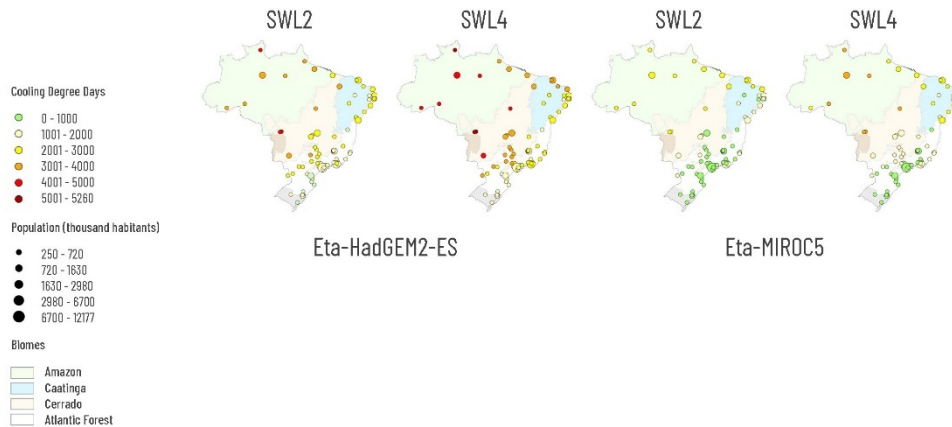 SWL2
SWL4
SWL2
SWL4
Cooling Degree Days
0 - 1000
1001 - 2000
2001 - 3000
3001 - 4000
4001 - 5000
5001 - 5260
Population (thousand habitants)
250 - 720
720 - 1630
1630 - 2980
2980 - 6700
6700 - 12177
Biomes
Amazon
Caatinga
Cerrado
Atlantic Forest
Eta-HadGEM2-ES
Eta-MIROC5